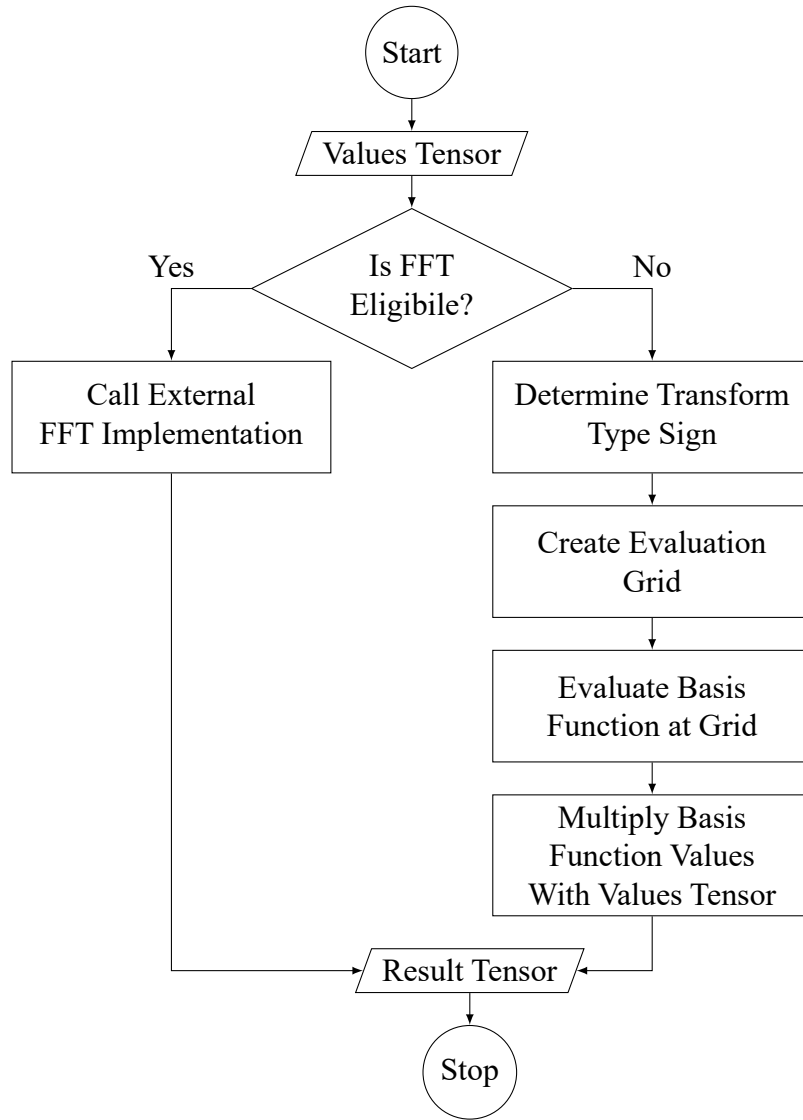 Start
Values Tensor
Is FFT
Eligibile?
Yes
No
Call External
FFT Implementation
Determine Transform
Type Sign
Create Evaluation
Grid
Evaluate Basis
Function at Grid
Multiply Basis
Function Values
With Values Tensor
Result Tensor
Stop